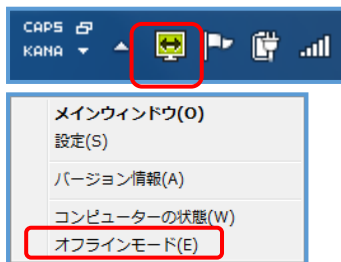 CAPS
KANA
メインウィンドウ(O)
設定(S)
バージョン情報(A)
コンピューターの状態(W)
オフラインモード(E)